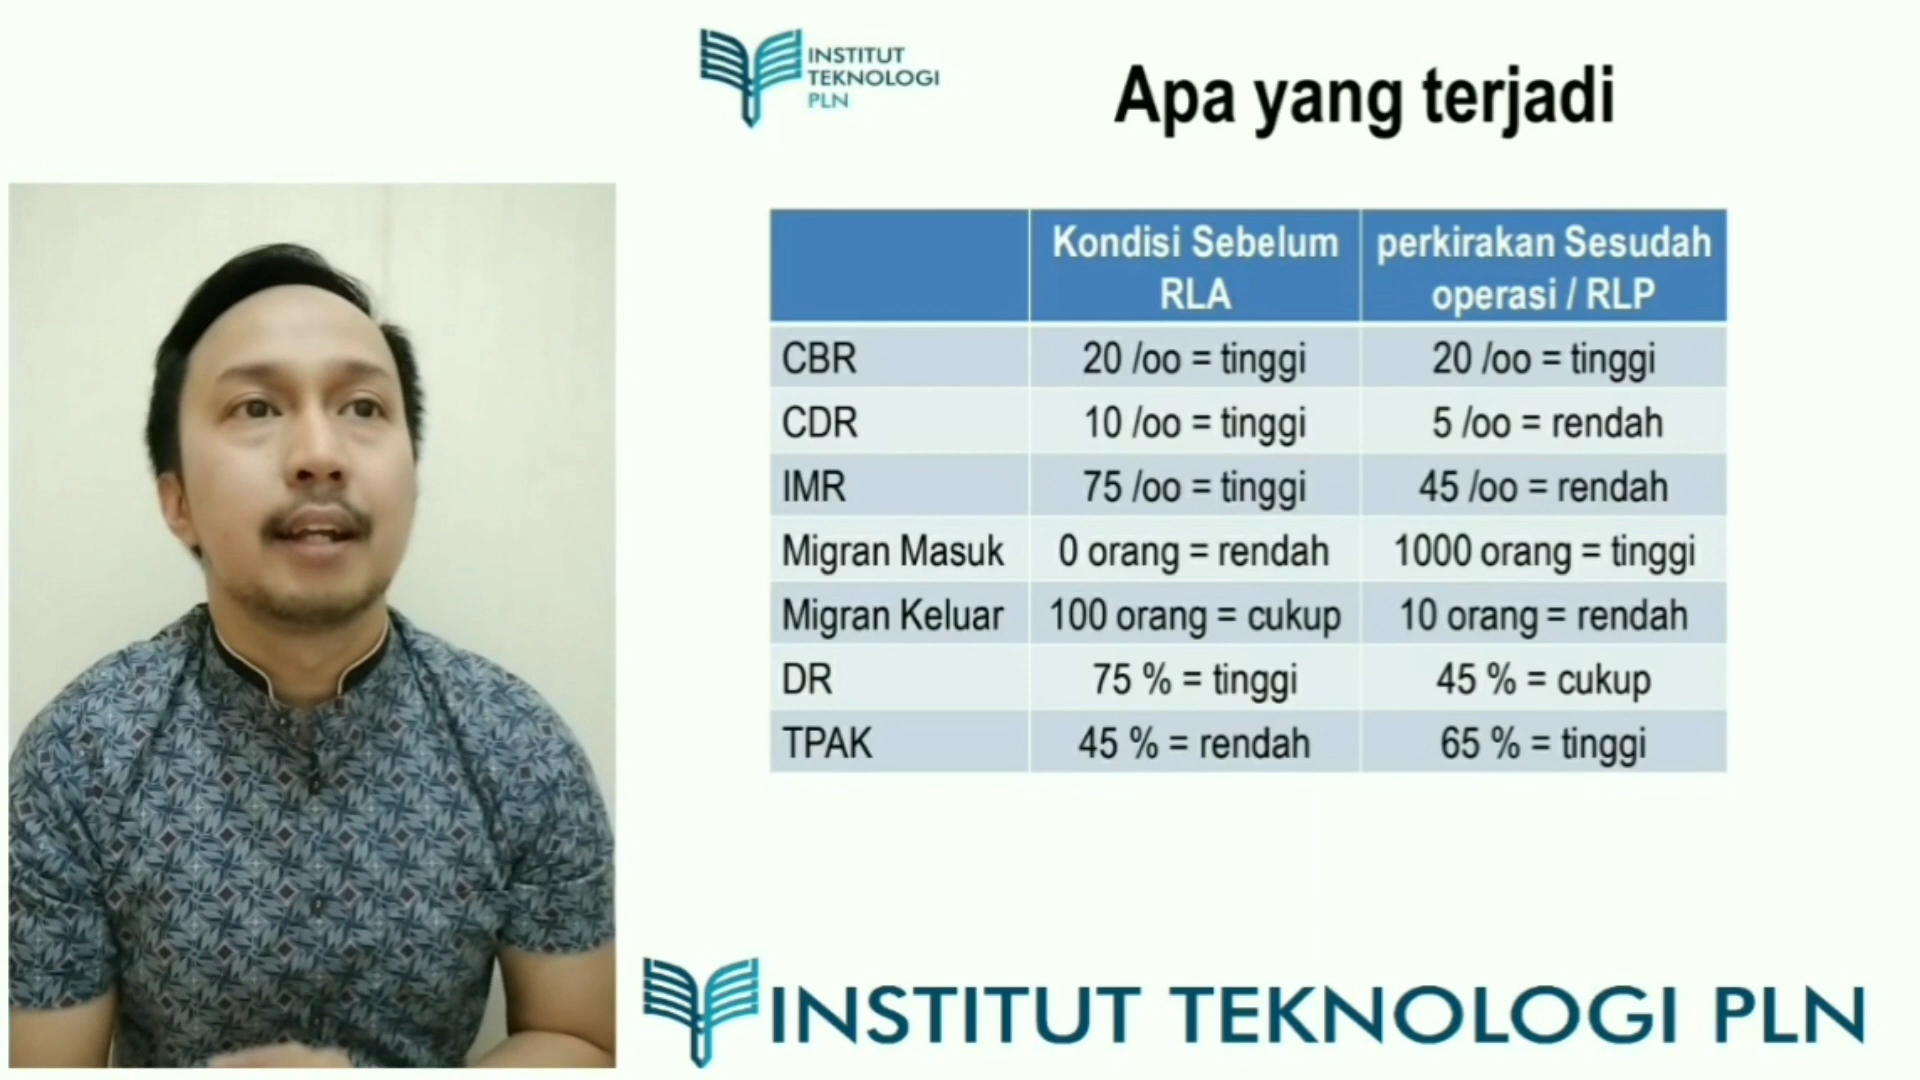 INSTITUT
TEKNOLOGI
PLN
Apa yang terjadi
Kondisi Sebelum RLA
perkirakan Sesudah operasi / RLP
CBR 20 /oo = tinggi 20 /oo = tinggi
CDR 10 /oo = tinggi 5 /oo = rendah
IMR 75 /oo = tinggi 45 /oo = rendah
Migran Masuk 0 orang = rendah 1000 orang = tinggi
Migran Keluar 100 orang = cukup 10 orang = rendah
DR 75 % = tinggi 45 % = cukup
TPAK 45 % = rendah 65 % = tinggi
INSTITUT TEKNOLOGI PLN